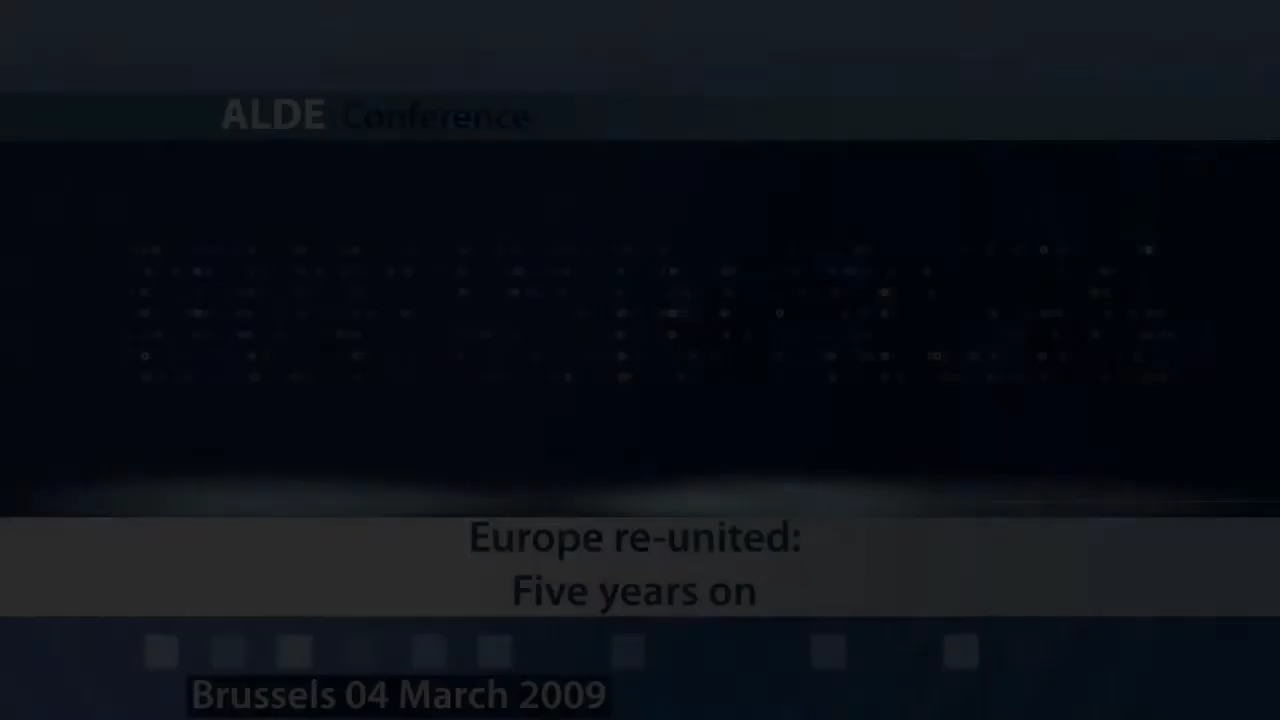 ALDE Conference
Europe re-united:
Five years on
Brussels 04 March 2009